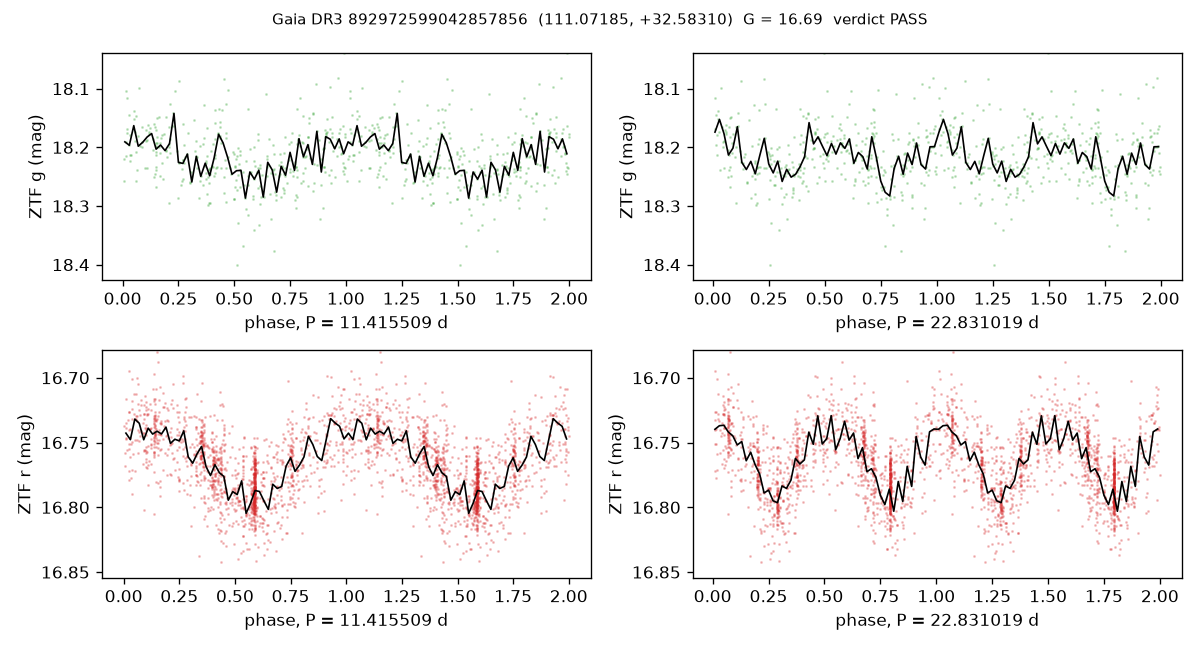 Gaia DR3 892972599042857856 (111.07185, +32.58310) G = 16.69 verdict PASS
ZTF g (mag)
18.1
18.2
18.3
18.4
0.00 0.25 0.50 0.75 1.00 1.25 1.50 1.75 2.00
phase, P = 11.415509 d
ZTF g (mag)
18.1
18.2
18.3
18.4
0.00 0.25 0.50 0.75 1.00 1.25 1.50 1.75 2.00
phase, P = 22.831019 d
ZTF r (mag)
16.70
16.75
16.80
16.85
0.00 0.25 0.50 0.75 1.00 1.25 1.50 1.75 2.00
phase, P = 11.415509 d
ZTF r (mag)
16.70
16.75
16.80
16.85
0.00 0.25 0.50 0.75 1.00 1.25 1.50 1.75 2.00
phase, P = 22.831019 d